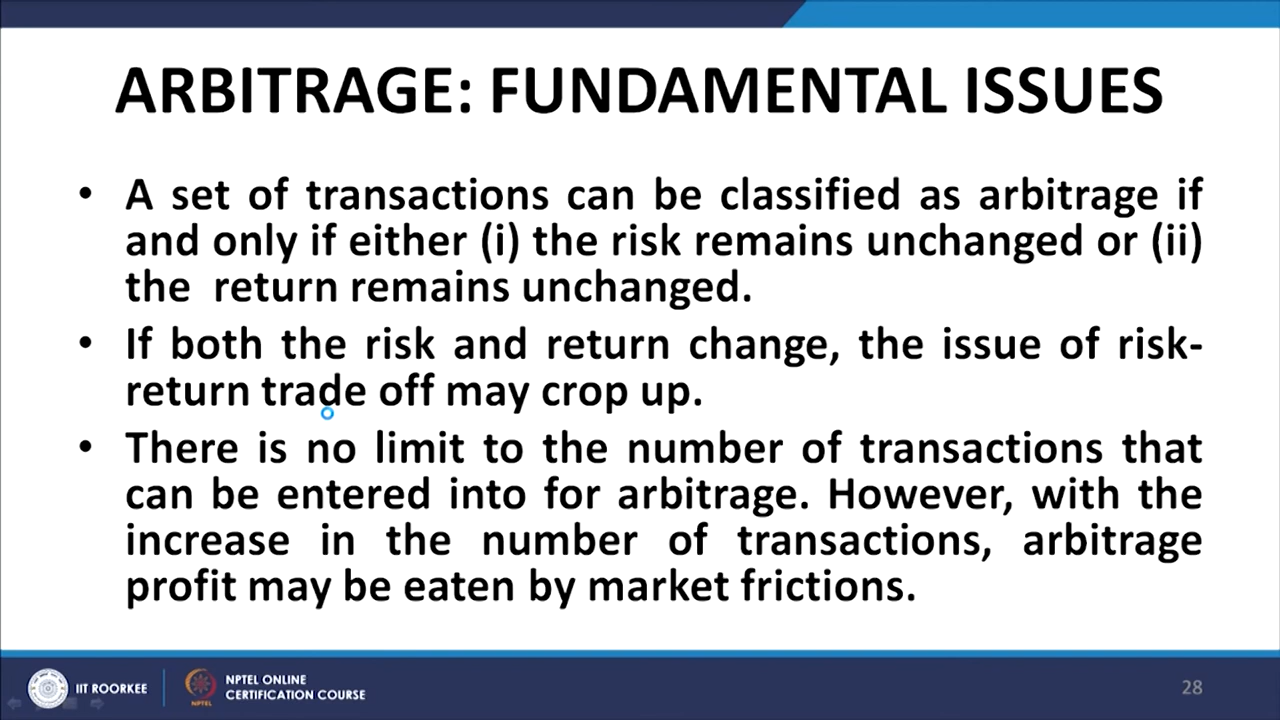 ARBITRAGE: FUNDAMENTAL ISSUES
• A set of transactions can be classified as arbitrage if
and only if either (i) the risk remains unchanged or (ii)
the return remains unchanged.
• If both the risk and return change, the issue of risk-
return trade off may crop up.
• There is no limit to the number of transactions that
can be entered into for arbitrage. However, with the
increase in the number of transactions, arbitrage
profit may be eaten by market frictions.
IIT ROORKEE
NPTEL
NPTEL ONLINE
CERTIFICATION COURSE
28